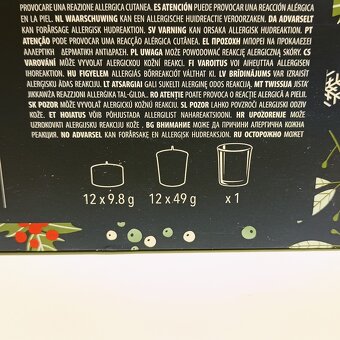 PROVOCARE UNA REAZIONE ALLERGICA CUTANEA. ES ATENCIÓN PUEDE PROVOCAR UNA REACCIÓN ALÉRGICA
EN LA PIEL. NL WAARSCHUWING KAN EEN ALLERGISCHE HUIDREACTIE VEROORZAKEN. DA ADVARSEL
KAN FORÅRSAGE ALLERGISK HUDREAKTION. SV VARNING KAN ORSAKA ALLERGISK HUDREAKTION. PT
ATENÇÃO PODE PROVOCAR UMA REACÇÃO ALÉRGICA CUTÂNEA. EL ΠΡΟΣΟΧΗ ΜΠΟΡΕΙ ΝΑ ΠΡΟΚΑΛΕΣΕΙ
ΑΛΛΕΡΓΙΚΗ ΔΕΡΜΑΤΙΚΗ ΑΝΤΙΔΡΑΣΗ. PL UWAGA MOŻE POWODOWAĆ REAKCJĘ ALERGICZNĄ SKÓRY. CS
VAROVÁNÍ MŮŽE VYVOLAT ALERGICKOU KOŽNÍ REAKCI. FI VAROITUS VOI AIHEUTTAA ALLERGISEN
IHOREAKTION. HU FIGYELEM ALLERGIÁS BŐRREAKCIÓT VÁLTHAT KI. LV BRĪDINĀJUMS VAR IZRAISĪT
ALERĢISKU ĀDAS REAKCIJU. LT ATSARGIAI GALI SUKELTI ALERGINĘ ODOS REAKCIJĄ. MT TWISSIJA JISTA'
JIKKAWŻA REAZZJONI ALLERĠIKA TAL-ĠILDA. RO ATENȚIE POATE PROVOCA O REACȚIE ALERGICĂ A PIELII.
SK POZOR MÔŽE VYVOLAŤ ALERGICKÚ KOŽNÚ REAKCIU. SL POZOR LAHKO POVZROČI ALERGIJSKI ODZIV
KOŽE. ET HOIATUS VÕIB PÕHJUSTADA ALLERGILIST NAHAREAKTSIOONI. HR UPOZORENJE MOŽE
IZAZVATI ALERGIJSKU REAKCIJU NA KOŽI. BG ВНИМАНИЕ МОЖЕ ДА ПРИЧИНИ АЛЕРГИЧНА КОЖНА
РЕАКЦИЯ. NO ADVARSEL KAN FORÅRSAKE EN ALLERGISK HUDREAKSJON. RU ОСТОРОЖНО МОЖЕТ
12 x 9.8 g 12 x 49 g x 1